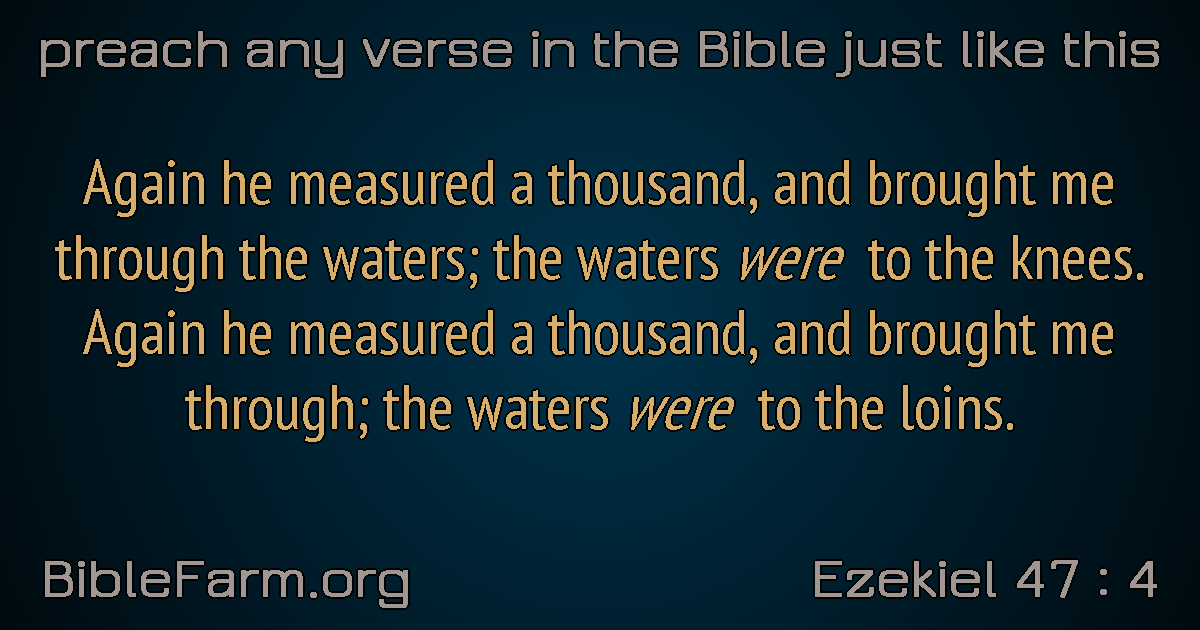 preach any verse in the Bible just like this
Again he measured a thousand, and brought me
through the waters; the waters were to the knees.
Again he measured a thousand, and brought me
through; the waters were to the loins.
BibleFarm.org
Ezekiel 47 : 4